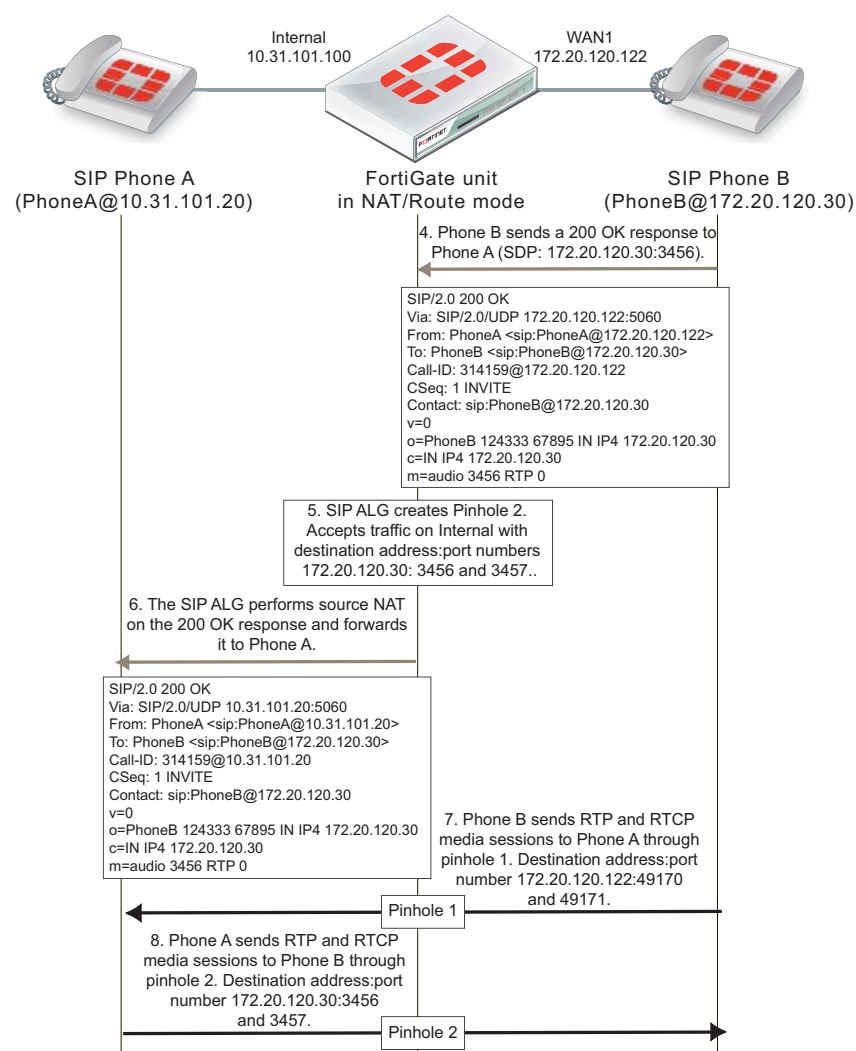 Internal
10.31.101.100
WAN1
172.20.120.122
FORTINET
SIP Phone A
(PhoneA@10.31.101.20)
FortiGate unit
in NAT/Route mode
SIP Phone B
(PhoneB@172.20.120.30)
4. Phone B sends a 200 OK response to
Phone A (SDP: 172.20.120.30:3456).
SIP/2.0 200 OK
Via: SIP/2.0/UDP 172.20.120.122:5060
From: PhoneA <sip:PhoneA@172.20.120.122>
To: PhoneB <sip:PhoneB@172.20.120.30>
Call-ID: 314159@172.20.120.122
CSeq: 1 INVITE
Contact: sip:PhoneB@172.20.120.30
v=0
o=PhoneB 124333 67895 IN IP4 172.20.120.30
c=IN IP4 172.20.120.30
m=audio 3456 RTP 0
5. SIP ALG creates Pinhole 2.
Accepts traffic on Internal with
destination address:port numbers
172.20.120.30: 3456 and 3457..
6. The SIP ALG performs source NAT
on the 200 OK response and forwards
it to Phone A.
SIP/2.0 200 OK
Via: SIP/2.0/UDP 10.31.101.20:5060
From: PhoneA <sip:PhoneA@10.31.101.20>
To: PhoneB <sip:PhoneB@172.20.120.30>
Call-ID: 314159@10.31.101.20
CSeq: 1 INVITE
Contact: sip:PhoneB@172.20.120.30
v=0
o=PhoneB 124333 67895 IN IP4 172.20.120.30
c=IN IP4 172.20.120.30
m=audio 3456 RTP 0
7. Phone B sends RTP and RTCP
media sessions to Phone A through
pinhole 1. Destination address:port
number 172.20.120.122:49170
and 49171.
Pinhole 1
8. Phone A sends RTP and RTCP
media sessions to Phone B through
pinhole 2. Destination address:port
number 172.20.120.30:3456
and 3457.
Pinhole 2